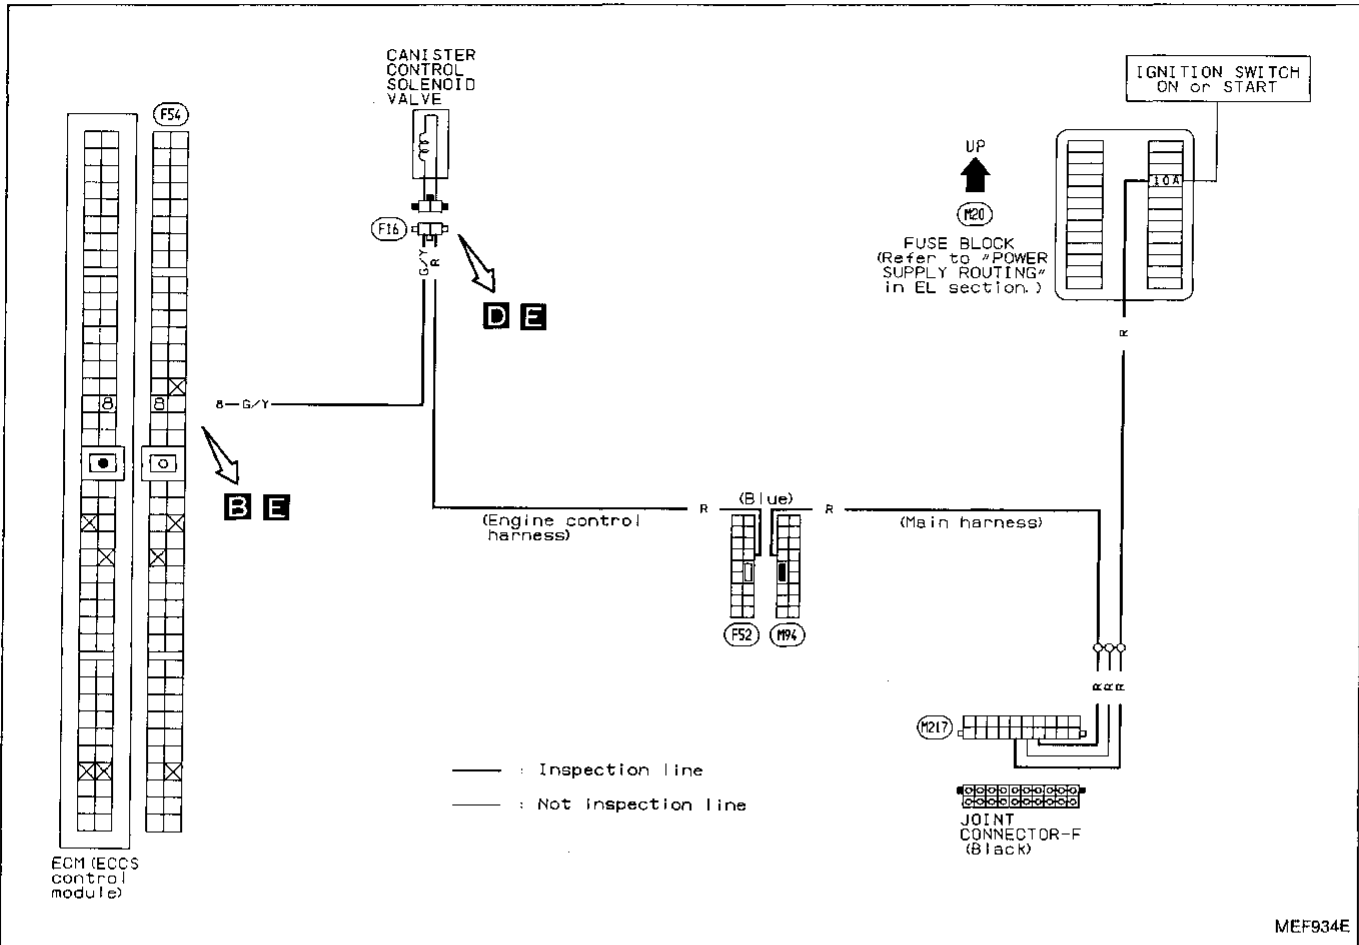 CANISTER
CONTROL
SOLENOID
VALVE
IGNITION SWITCH
ON or START
F54
UP
10A
M20
F16
FUSE BLOCK
(Refer to "POWER
SUPPLY ROUTING"
in EL section.)
G/Y
R
D E
R
8
8
8 G/Y
B E
(Blue)
R
R
(Engine control
harness)
(Main harness)
F52
M94
R
R
R
M217
: Inspection line
: Not inspection line
JOINT
CONNECTOR-F
(Black)
ECM (ECCS
control
module)
MEF934E